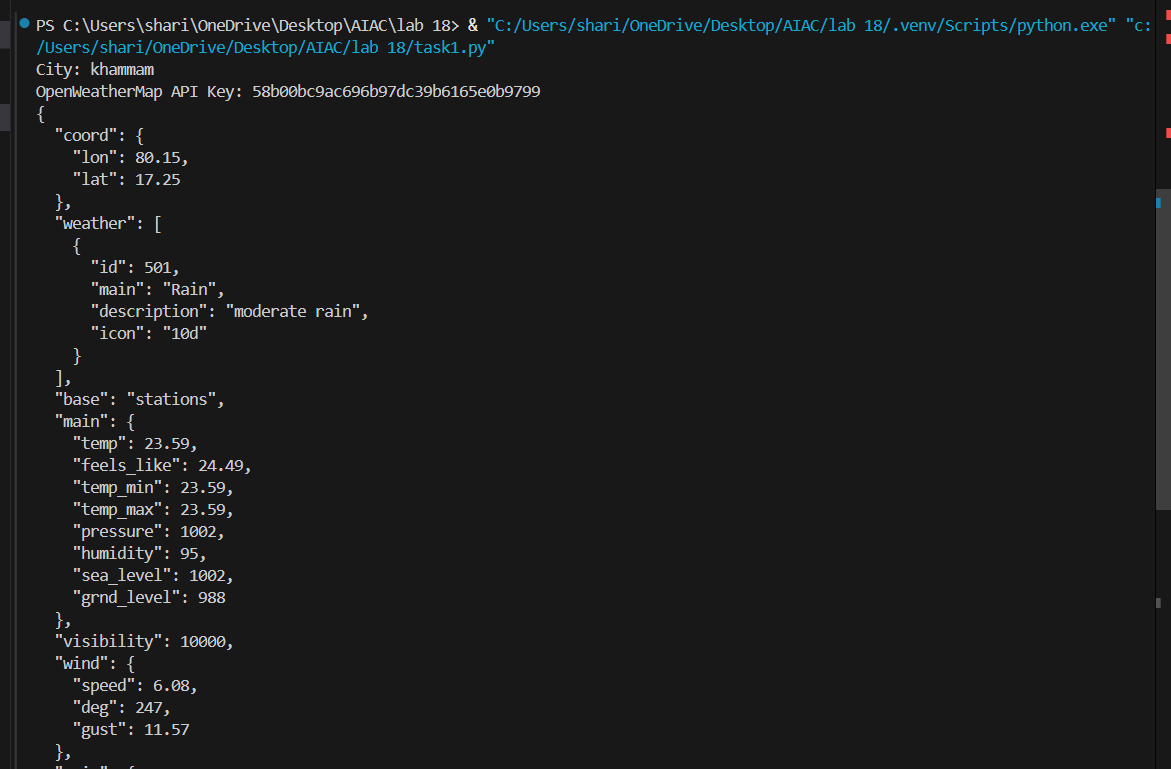 PS C:\Users\shari\OneDrive\Desktop\AIAC\lab 18> & "C:/Users/shari/OneDrive/Desktop/AIAC/lab 18/.venv/Scripts/python.exe" "c:
/Users/shari/OneDrive/Desktop/AIAC/lab 18/task1.py"
City: khammam
OpenWeatherMap API Key: 58b00bc9ac696b97dc39b6165e0b9799
{
  "coord": {
    "lon": 80.15,
    "lat": 17.25
  },
  "weather": [
    {
      "id": 501,
      "main": "Rain",
      "description": "moderate rain",
      "icon": "10d"
    }
  ],
  "base": "stations",
  "main": {
    "temp": 23.59,
    "feels_like": 24.49,
    "temp_min": 23.59,
    "temp_max": 23.59,
    "pressure": 1002,
    "humidity": 95,
    "sea_level": 1002,
    "grnd_level": 988
  },
  "visibility": 10000,
  "wind": {
    "speed": 6.08,
    "deg": 247,
    "gust": 11.57
  },